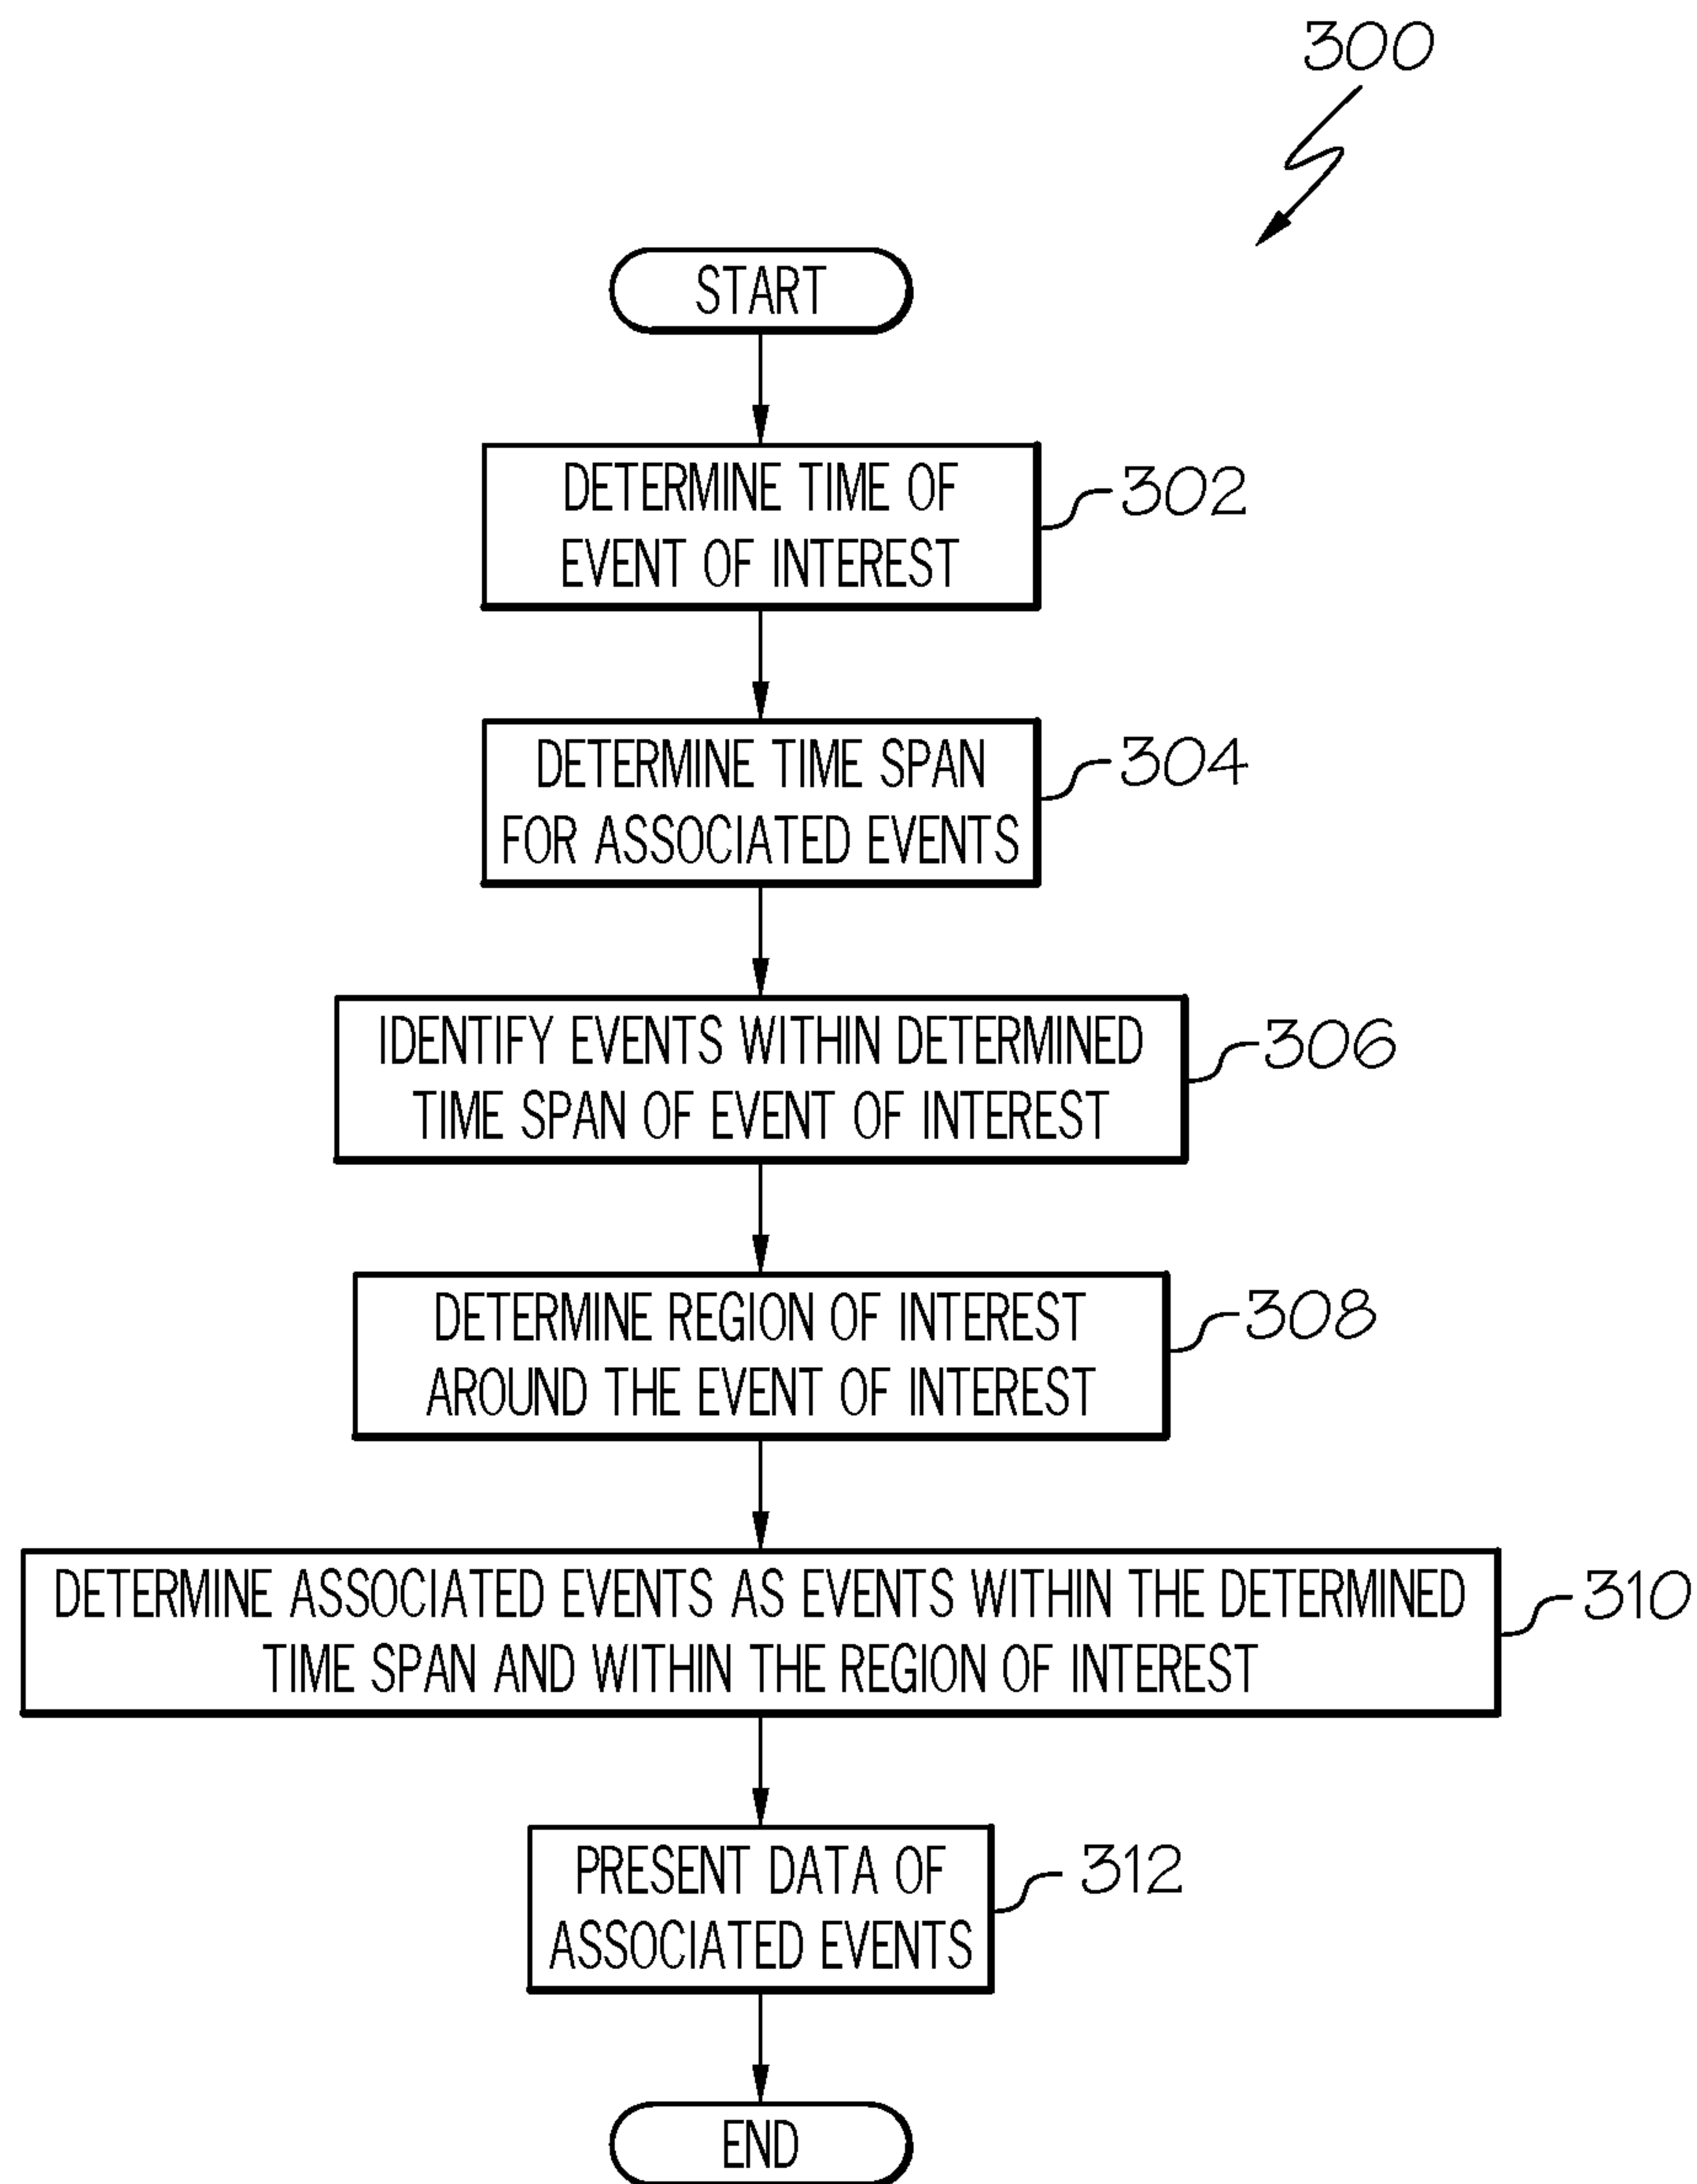 300
START
DETERMINE TIME OF
EVENT OF INTEREST
302
DETERMINE TIME SPAN
FOR ASSOCIATED EVENTS
304
IDENTIFY EVENTS WITHIN DETERMINED
TIME SPAN OF EVENT OF INTEREST
306
DETERMINE REGION OF INTEREST
AROUND THE EVENT OF INTEREST
308
DETERMINE ASSOCIATED EVENTS AS EVENTS WITHIN THE DETERMINED
TIME SPAN AND WITHIN THE REGION OF INTEREST
310
PRESENT DATA OF
ASSOCIATED EVENTS
312
END